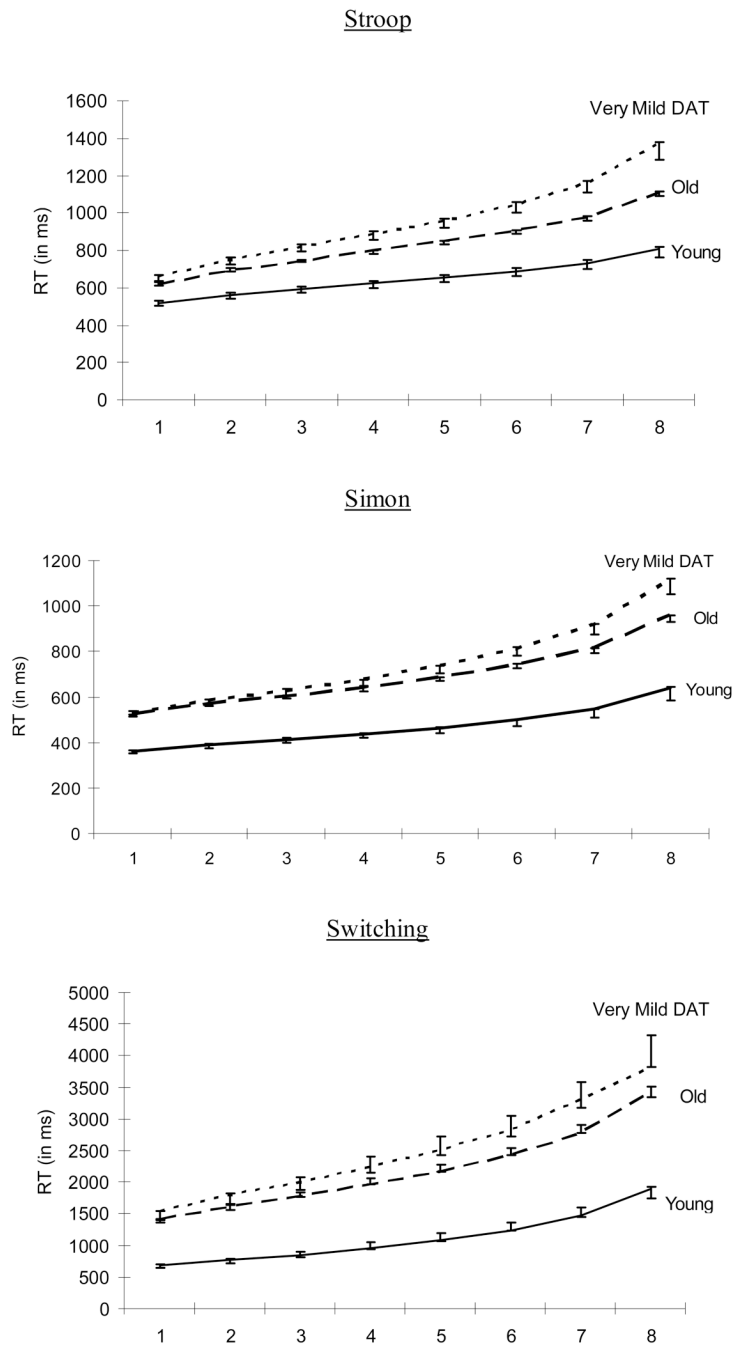 Stroop
1600
1400
1200
1000
800
600
400
200
0
RT (in ms)
Very Mild DAT
Old
Young
1 2 3 4 5 6 7 8
Simon
1200
1000
800
600
400
200
0
RT (in ms)
Very Mild DAT
Old
Young
1 2 3 4 5 6 7 8
Switching
5000
4500
4000
3500
3000
2500
2000
1500
1000
500
0
RT (in ms)
Very Mild DAT
Old
Young
1 2 3 4 5 6 7 8